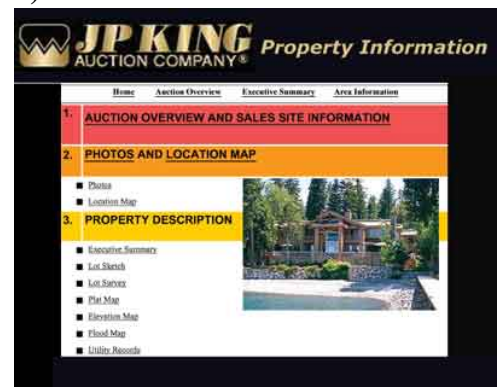 JP KING
AUCTION COMPANY®
Property Information
Home Auction Overview Executive Summary Area Information
1. AUCTION OVERVIEW AND SALES SITE INFORMATION
2. PHOTOS AND LOCATION MAP
Photos
Location Map
3. PROPERTY DESCRIPTION
Executive Summary
Lot Sketch
Lot Survey
Plat Map
Elevation Map
Flood Map
Utility Records